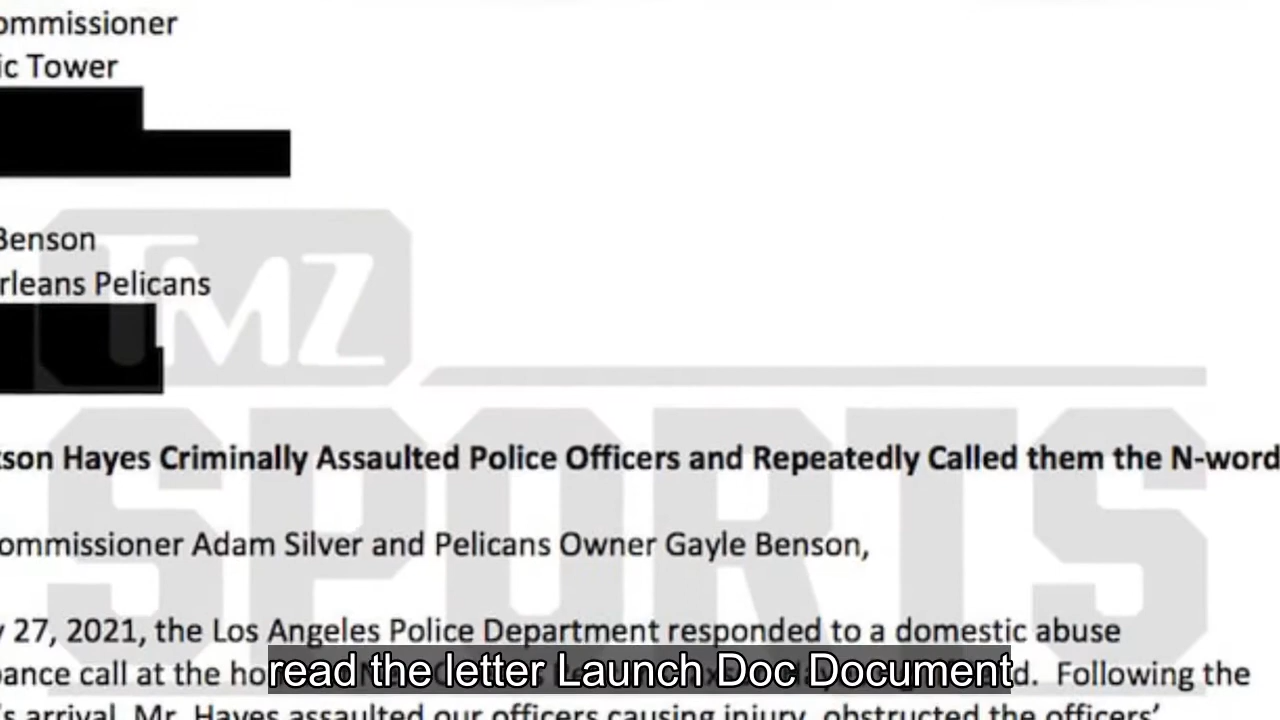 ommissioner
ic Tower
Benson
rleans Pelicans
TMZ
SPORTS
son Hayes Criminally Assaulted Police Officers and Repeatedly Called them the N-word
ommissioner Adam Silver and Pelicans Owner Gayle Benson,
27, 2021, the Los Angeles Police Department responded to a domestic abuse
ance call at the ho d. Following the
read the letter Launch Doc Document
's arrival, Mr. Hayes assaulted our officers causing injury, obstructed the officers'